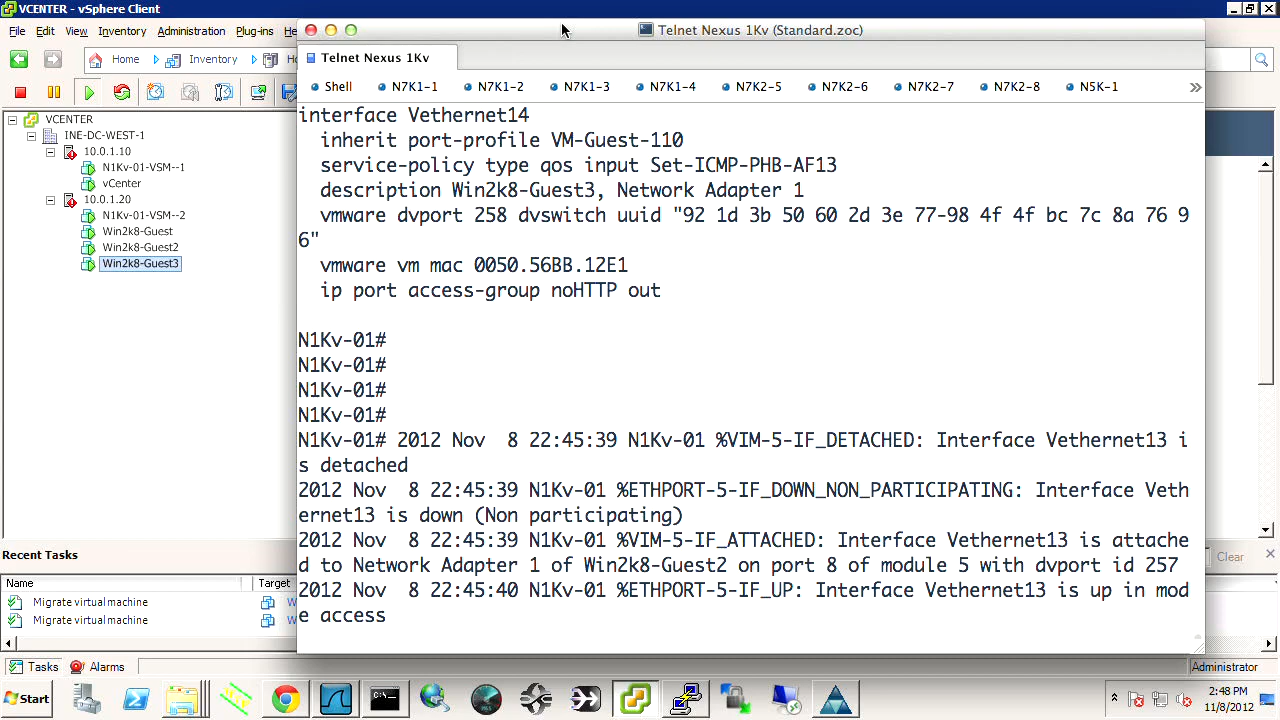 VCENTER - vSphere Client
File Edit View Inventory Administration Plug-ins He
Home Inventory
VCENTER
INE-DC-WEST-1
10.0.1.10
N1Kv-01-VSM--1
vCenter
10.0.1.20
N1Kv-01-VSM--2
Win2k8-Guest
Win2k8-Guest2
Win2k8-Guest3
Telnet Nexus 1Kv (Standard.zoc)
Telnet Nexus 1Kv
Shell N7K1-1 N7K1-2 N7K1-3 N7K1-4 N7K2-5 N7K2-6 N7K2-7 N7K2-8 N5K-1
interface Vethernet14
inherit port-profile VM-Guest-110
service-policy type qos input Set-ICMP-PHB-AF13
description Win2k8-Guest3, Network Adapter 1
vmware dvport 258 dvswitch uuid "92 1d 3b 50 60 2d 3e 77-98 4f 4f bc 7c 8a 76 9
6"
vmware vm mac 0050.56BB.12E1
ip port access-group noHTTP out
N1Kv-01#
N1Kv-01#
N1Kv-01#
N1Kv-01#
N1Kv-01# 2012 Nov  8 22:45:39 N1Kv-01 %VIM-5-IF_DETACHED: Interface Vethernet13 i
s detached
2012 Nov  8 22:45:39 N1Kv-01 %ETHPORT-5-IF_DOWN_NON_PARTICIPATING: Interface Veth
ernet13 is down (Non participating)
2012 Nov  8 22:45:39 N1Kv-01 %VIM-5-IF_ATTACHED: Interface Vethernet13 is attache
d to Network Adapter 1 of Win2k8-Guest2 on port 8 of module 5 with dvport id 257
2012 Nov  8 22:45:40 N1Kv-01 %ETHPORT-5-IF_UP: Interface Vethernet13 is up in mod
e access
Recent Tasks
Clear
Name Target
Migrate virtual machine
Migrate virtual machine
Tasks Alarms
Administrator
Start
2:48 PM
11/8/2012